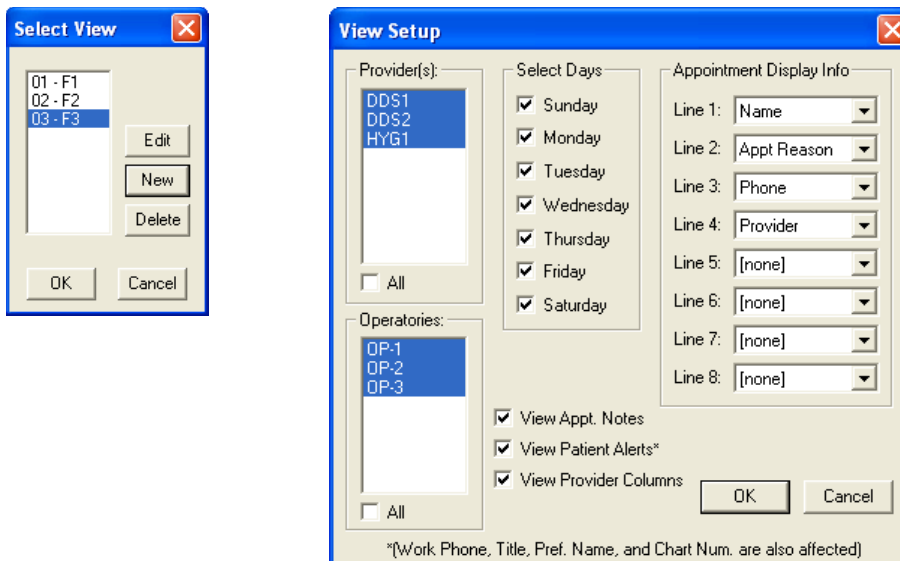 Select View
01 - F1
02 - F2
03 - F3
Edit
New
Delete
OK
Cancel
View Setup
Provider(s):
DDS1
DDS2
HYG1
All
Operatories:
OP-1
OP-2
OP-3
All
Select Days
Sunday
Monday
Tuesday
Wednesday
Thursday
Friday
Saturday
Appointment Display Info
Line 1: Name
Line 2: Appt Reason
Line 3: Phone
Line 4: Provider
Line 5: [none]
Line 6: [none]
Line 7: [none]
Line 8: [none]
View Appt. Notes
View Patient Alerts*
View Provider Columns
OK
Cancel
*(Work Phone, Title, Pref. Name, and Chart Num. are also affected)